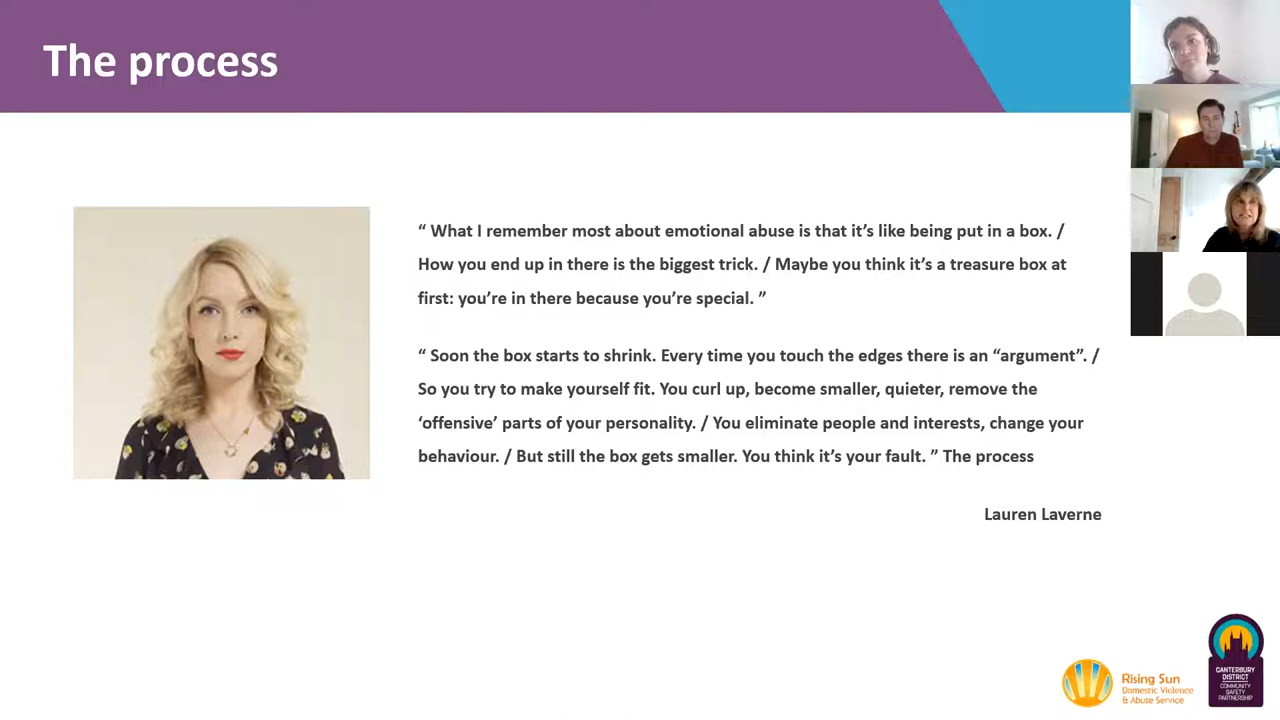 The process
“ What I remember most about emotional abuse is that it’s like being put in a box. /
How you end up in there is the biggest trick. / Maybe you think it’s a treasure box at
first: you’re in there because you’re special. ”
“ Soon the box starts to shrink. Every time you touch the edges there is an “argument”. /
So you try to make yourself fit. You curl up, become smaller, quieter, remove the
‘offensive’ parts of your personality. / You eliminate people and interests, change your
behaviour. / But still the box gets smaller. You think it’s your fault. ” The process
Lauren Laverne
Rising Sun
Domestic Violence
& Abuse Service
CANTERBURY
DISTRICT
COMMUNITY
SAFETY
PARTNERSHIP